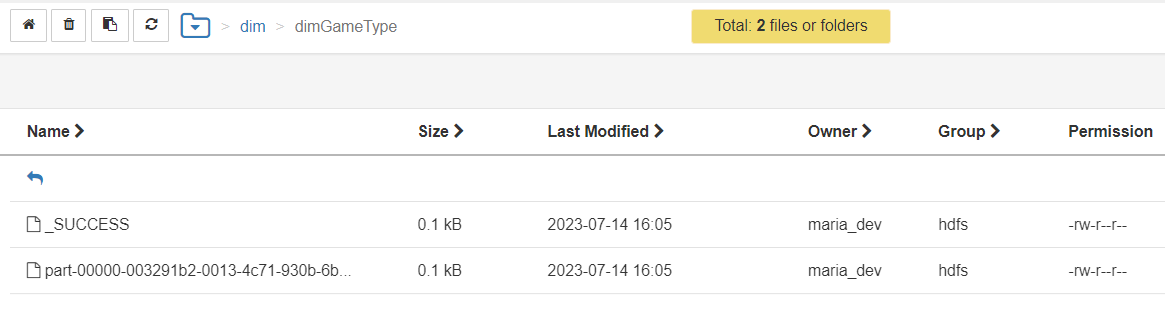 > dim > dimGameType
Total: 2 files or folders
Name Size Last Modified Owner Group Permission
_SUCCESS 0.1 kB 2023-07-14 16:05 maria_dev hdfs -rw-r--r--
part-00000-003291b2-0013-4c71-930b-6b... 0.1 kB 2023-07-14 16:05 maria_dev hdfs -rw-r--r--